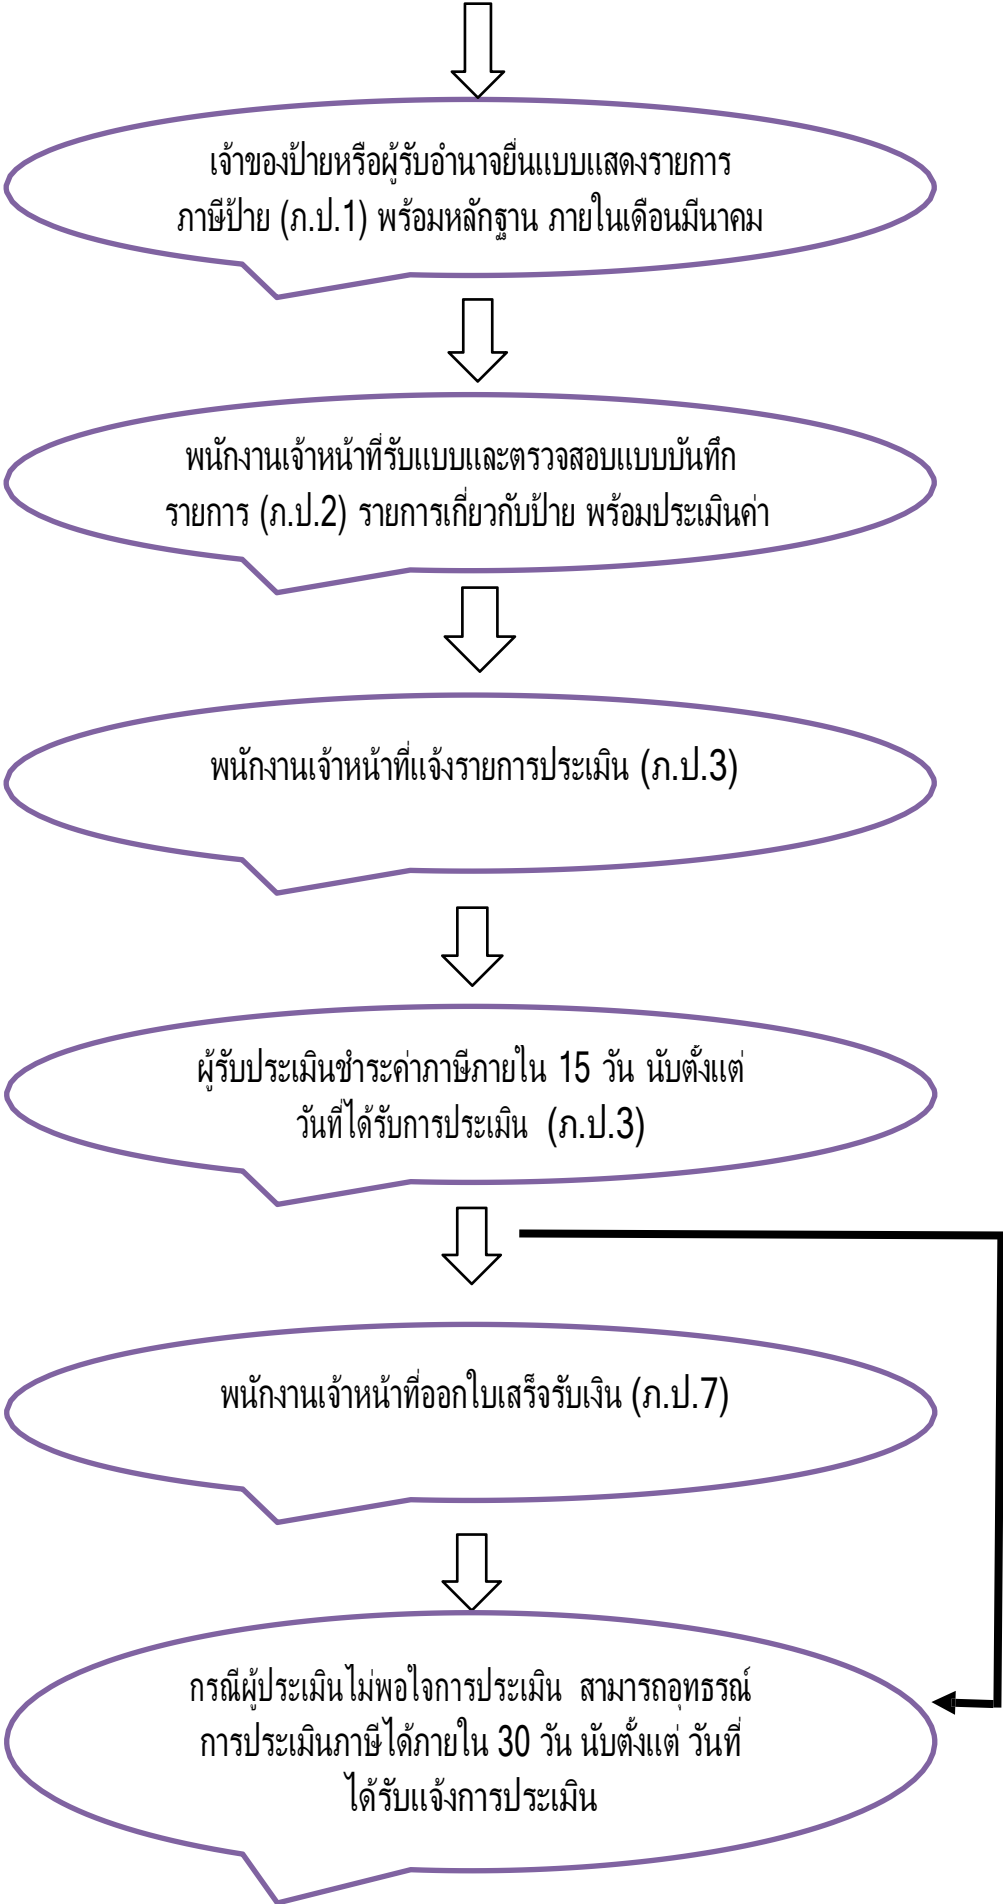 เจ้าของป้ายหรือผู้รับอำนาจยื่นแบบแสดงรายการ
ภาษีป้าย (ภ.ป.1) พร้อมหลักฐาน ภายในเดือนมีนาคม
พนักงานเจ้าหน้าที่รับแบบและตรวจสอบแบบบันทึก
รายการ (ภ.ป.2) รายการเกี่ยวกับป้าย พร้อมประเมินค่า
พนักงานเจ้าหน้าที่แจ้งรายการประเมิน (ภ.ป.3)
ผู้รับประเมินชำระค่าภาษีภายใน 15 วัน นับตั้งแต่
วันที่ได้รับการประเมิน (ภ.ป.3)
พนักงานเจ้าหน้าที่ออกใบเสร็จรับเงิน (ภ.ป.7)
กรณีผู้ประเมินไม่พอใจการประเมิน สามารถอุทธรณ์
การประเมินภาษีได้ภายใน 30 วัน นับตั้งแต่ วันที่
ได้รับแจ้งการประเมิน